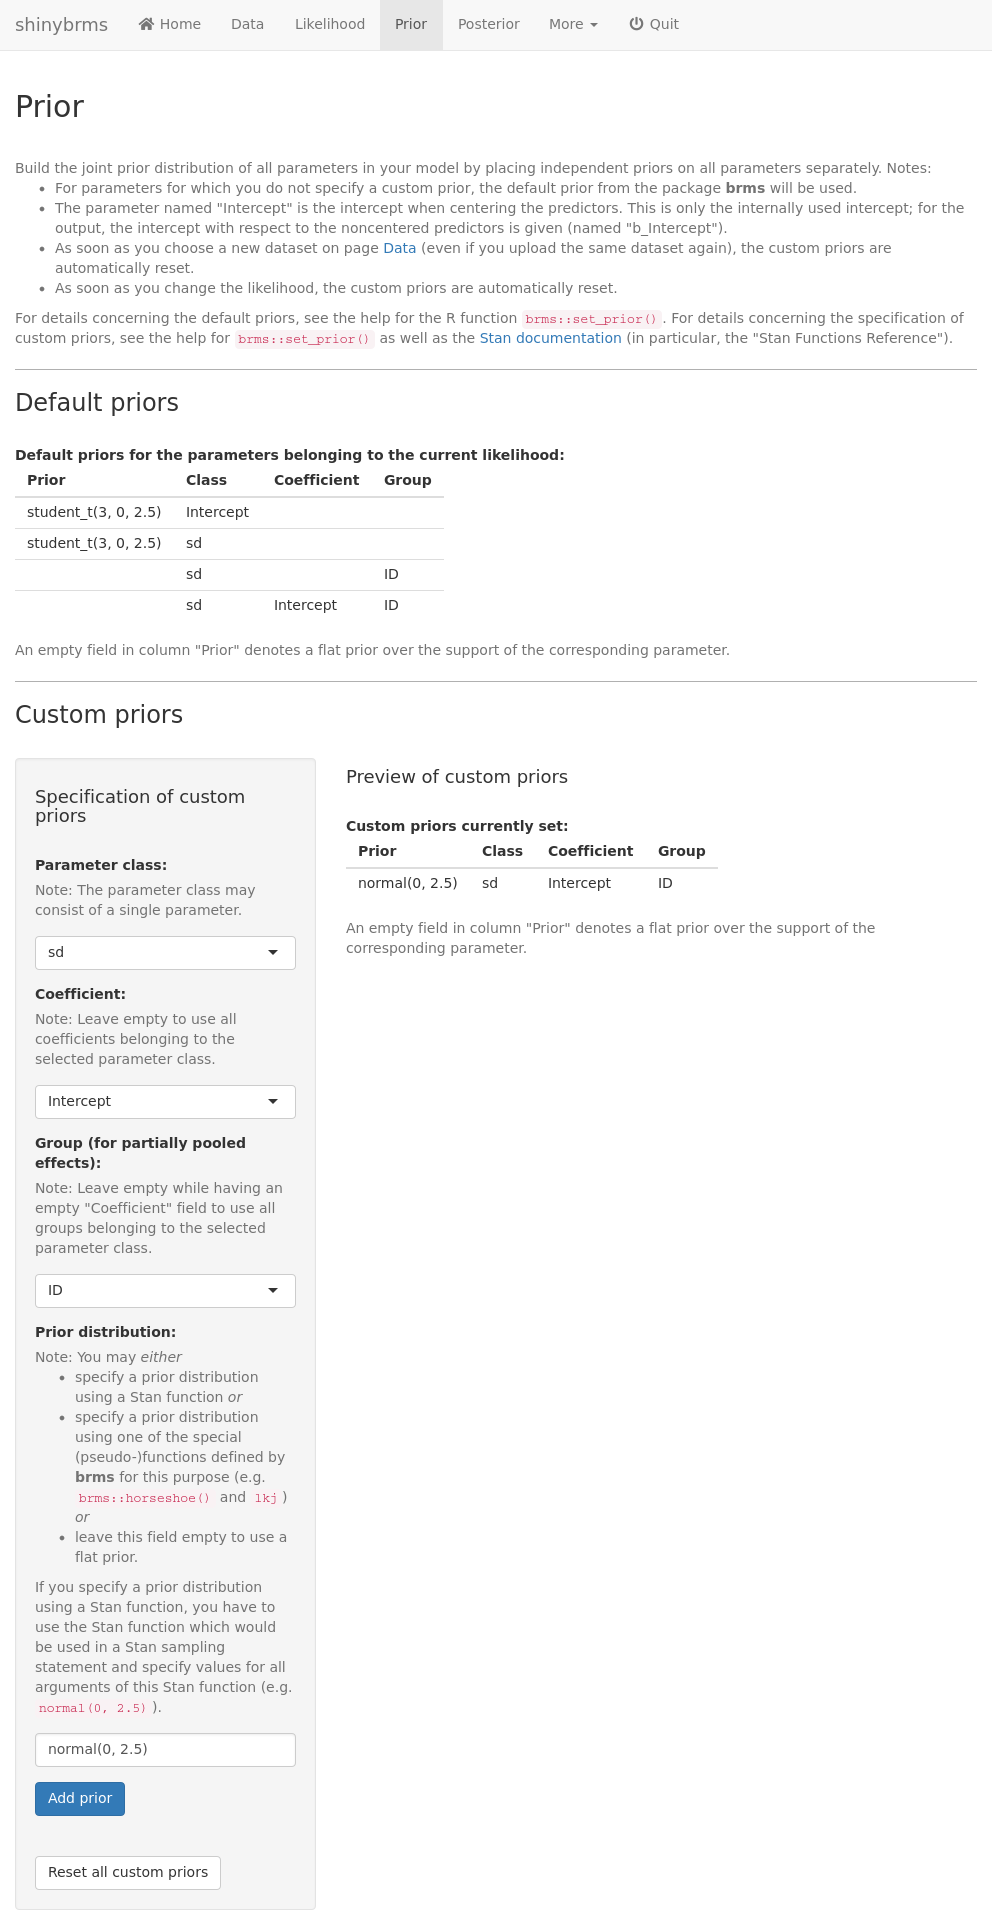 shinybrms Home Data Likelihood Prior Posterior More Quit
Prior
Build the joint prior distribution of all parameters in your model by placing independent priors on all parameters separately. Notes:
• For parameters for which you do not specify a custom prior, the default prior from the package brms will be used.
• The parameter named "Intercept" is the intercept when centering the predictors. This is only the internally used intercept; for the
output, the intercept with respect to the noncentered predictors is given (named "b_Intercept").
• As soon as you choose a new dataset on page Data (even if you upload the same dataset again), the custom priors are
automatically reset.
• As soon as you change the likelihood, the custom priors are automatically reset.
For details concerning the default priors, see the help for the R function brms::set_prior(). For details concerning the specification of
custom priors, see the help for brms::set_prior() as well as the Stan documentation (in particular, the "Stan Functions Reference").
Default priors
Default priors for the parameters belonging to the current likelihood:
Prior Class Coefficient Group
student_t(3, 0, 2.5) Intercept
student_t(3, 0, 2.5) sd
sd ID
sd Intercept ID
An empty field in column "Prior" denotes a flat prior over the support of the corresponding parameter.
Custom priors
Specification of custom
priors
Parameter class:
Note: The parameter class may
consist of a single parameter.
sd
Coefficient:
Note: Leave empty to use all
coefficients belonging to the
selected parameter class.
Intercept
Group (for partially pooled
effects):
Note: Leave empty while having an
empty "Coefficient" field to use all
groups belonging to the selected
parameter class.
ID
Prior distribution:
Note: You may either
• specify a prior distribution
using a Stan function or
• specify a prior distribution
using one of the special
(pseudo-)functions defined by
brms for this purpose (e.g.
brms::horseshoe() and lkj)
or
• leave this field empty to use a
flat prior.
If you specify a prior distribution
using a Stan function, you have to
use the Stan function which would
be used in a Stan sampling
statement and specify values for all
arguments of this Stan function (e.g.
normal(0, 2.5)).
normal(0, 2.5)
Add prior
Reset all custom priors
Preview of custom priors
Custom priors currently set:
Prior Class Coefficient Group
normal(0, 2.5) sd Intercept ID
An empty field in column "Prior" denotes a flat prior over the support of the
corresponding parameter.